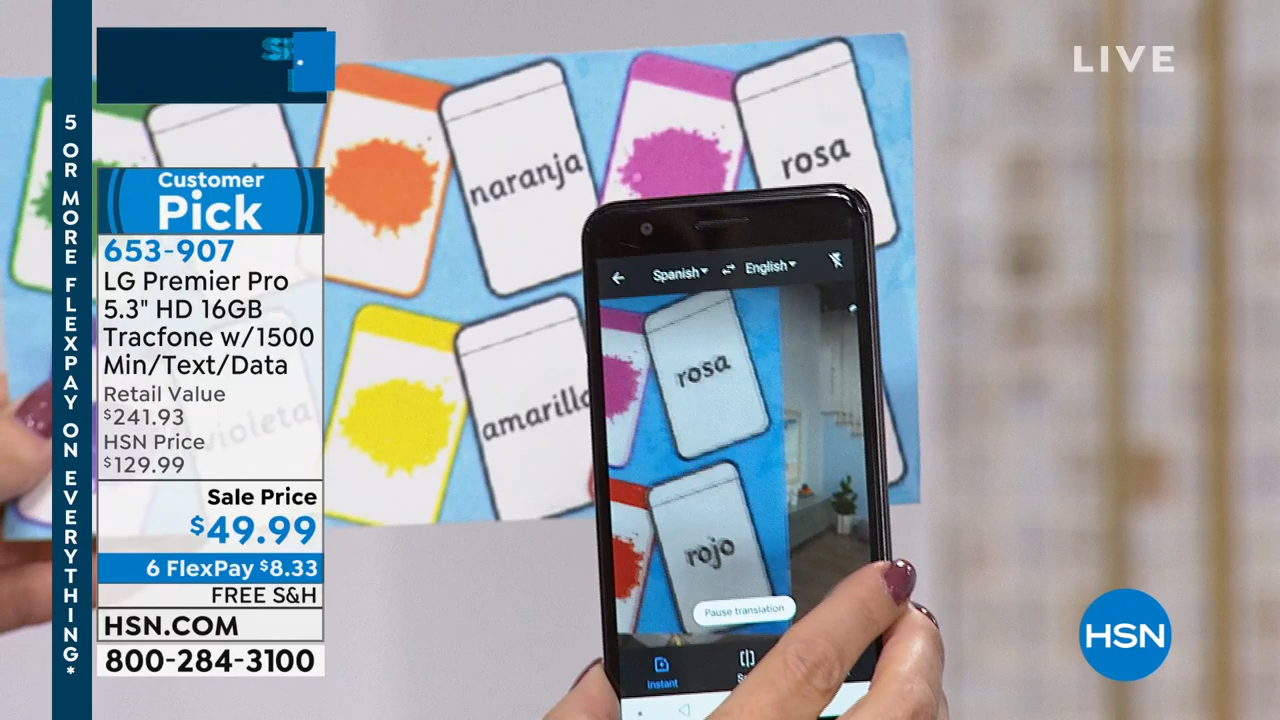 5 OR MORE FLEXPAY ON EVERYTHING*
Customer
Pick
653-907
LG Premier Pro
5.3" HD 16GB
Tracfone w/1500
Min/Text/Data
Retail Value
$241.93
HSN Price
$129.99
Sale Price
$49.99
6 FlexPay $8.33
FREE S&H
HSN.COM
800-284-3100
naranja
rosa
violeta
amarillo
Spanish
English
rosa
rojo
Pause translation
Instant
LIVE
HSN